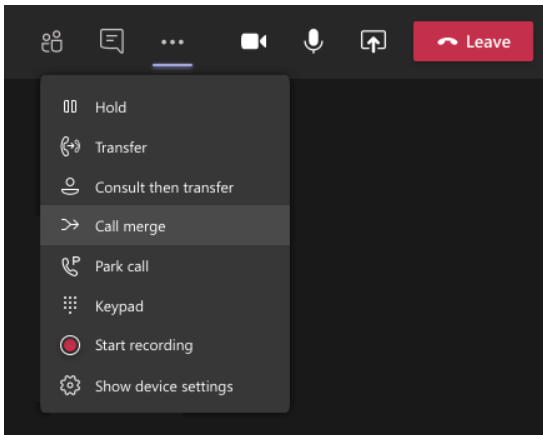 Leave
Hold
Transfer
Consult then transfer
Call merge
Park call
Keypad
Start recording
Show device settings